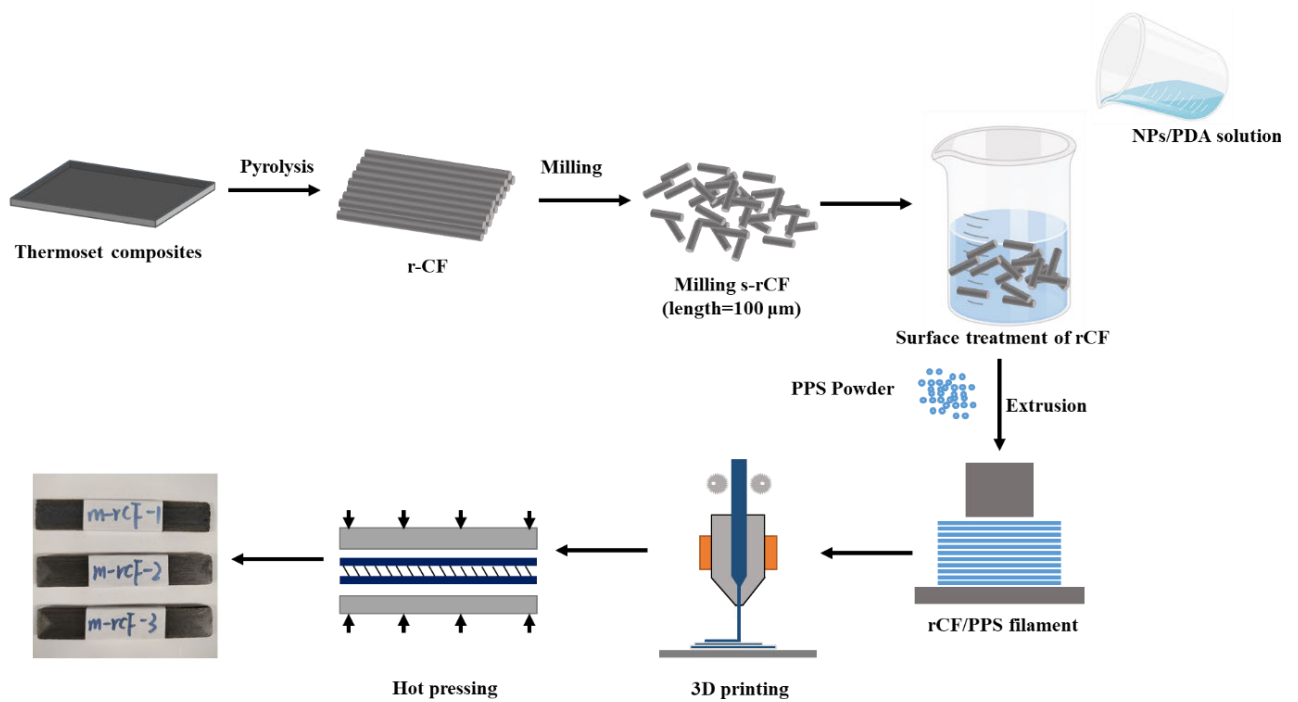 NPs/PDA solution
Pyrolysis
Milling
Thermoset composites
r-CF
Milling s-rCF
(length=100 μm)
Surface treatment of rCF
PPS Powder
Extrusion
m-rCF-1
m-rCF-2
m-rCF-3
rCF/PPS filament
Hot pressing
3D printing